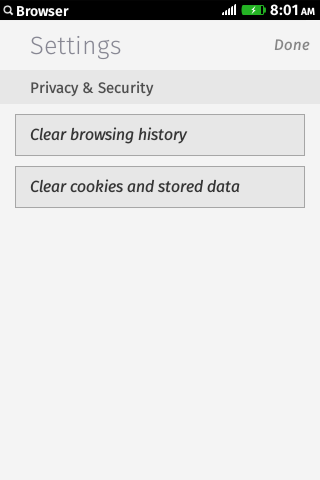 Browser 8:01 AM
Settings Done
Privacy & Security
Clear browsing history
Clear cookies and stored data